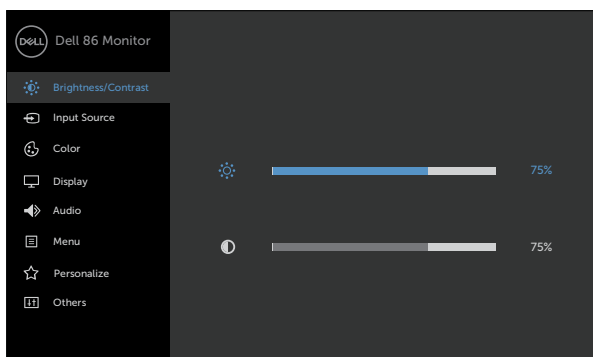 DELL Dell 86 Monitor
Brightness/Contrast
Input Source
Color
75%
Display
Audio
Menu
75%
Personalize
Others